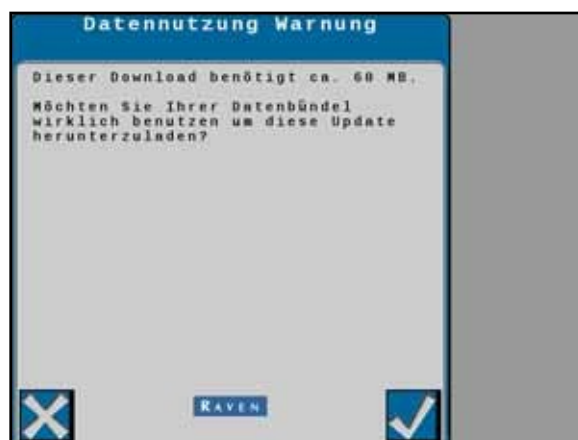 Datennutzung Warnung
Dieser Download benötigt ca. 60 MB.
Möchten Sie Ihrer Datenbündel
wirklich benutzen um diese Update
herunterzuladen?
RAVEN